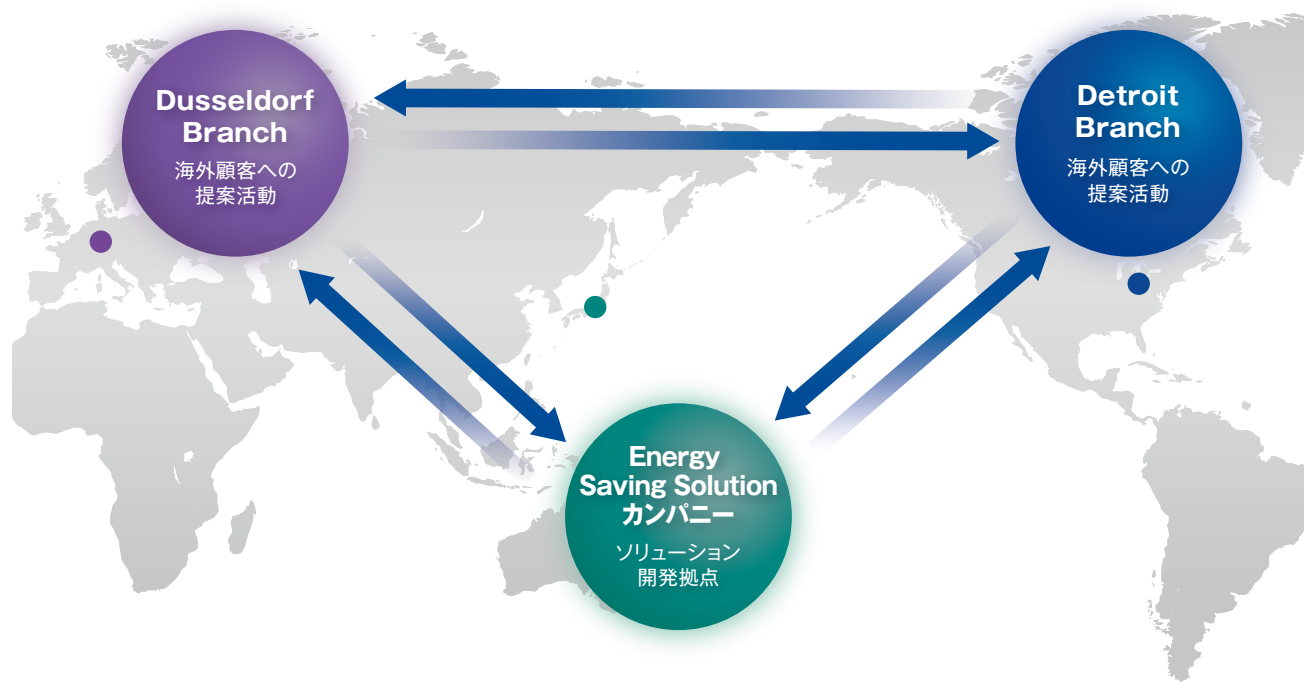 Dusseldorf
Branch
海外顧客への
提案活動
Detroit
Branch
海外顧客への
提案活動
Energy
Saving Solution
カンパニー
ソリューション
開発拠点